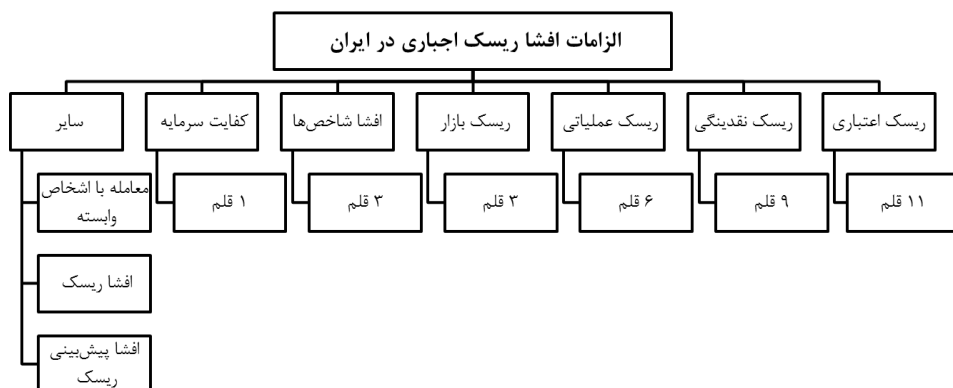 الزامات افشا ریسک اجباری در ایران
ریسک اعتباری
ریسک نقدینگی
ریسک عملیاتی
ریسک بازار
افشا شاخص‌ها
کفایت سرمایه
سایر
۱۱ قلم
۹ قلم
۶ قلم
۳ قلم
۳ قلم
۱ قلم
معامله با اشخاص
وابسته
افشا ریسک
افشا پیش‌بینی
ریسک